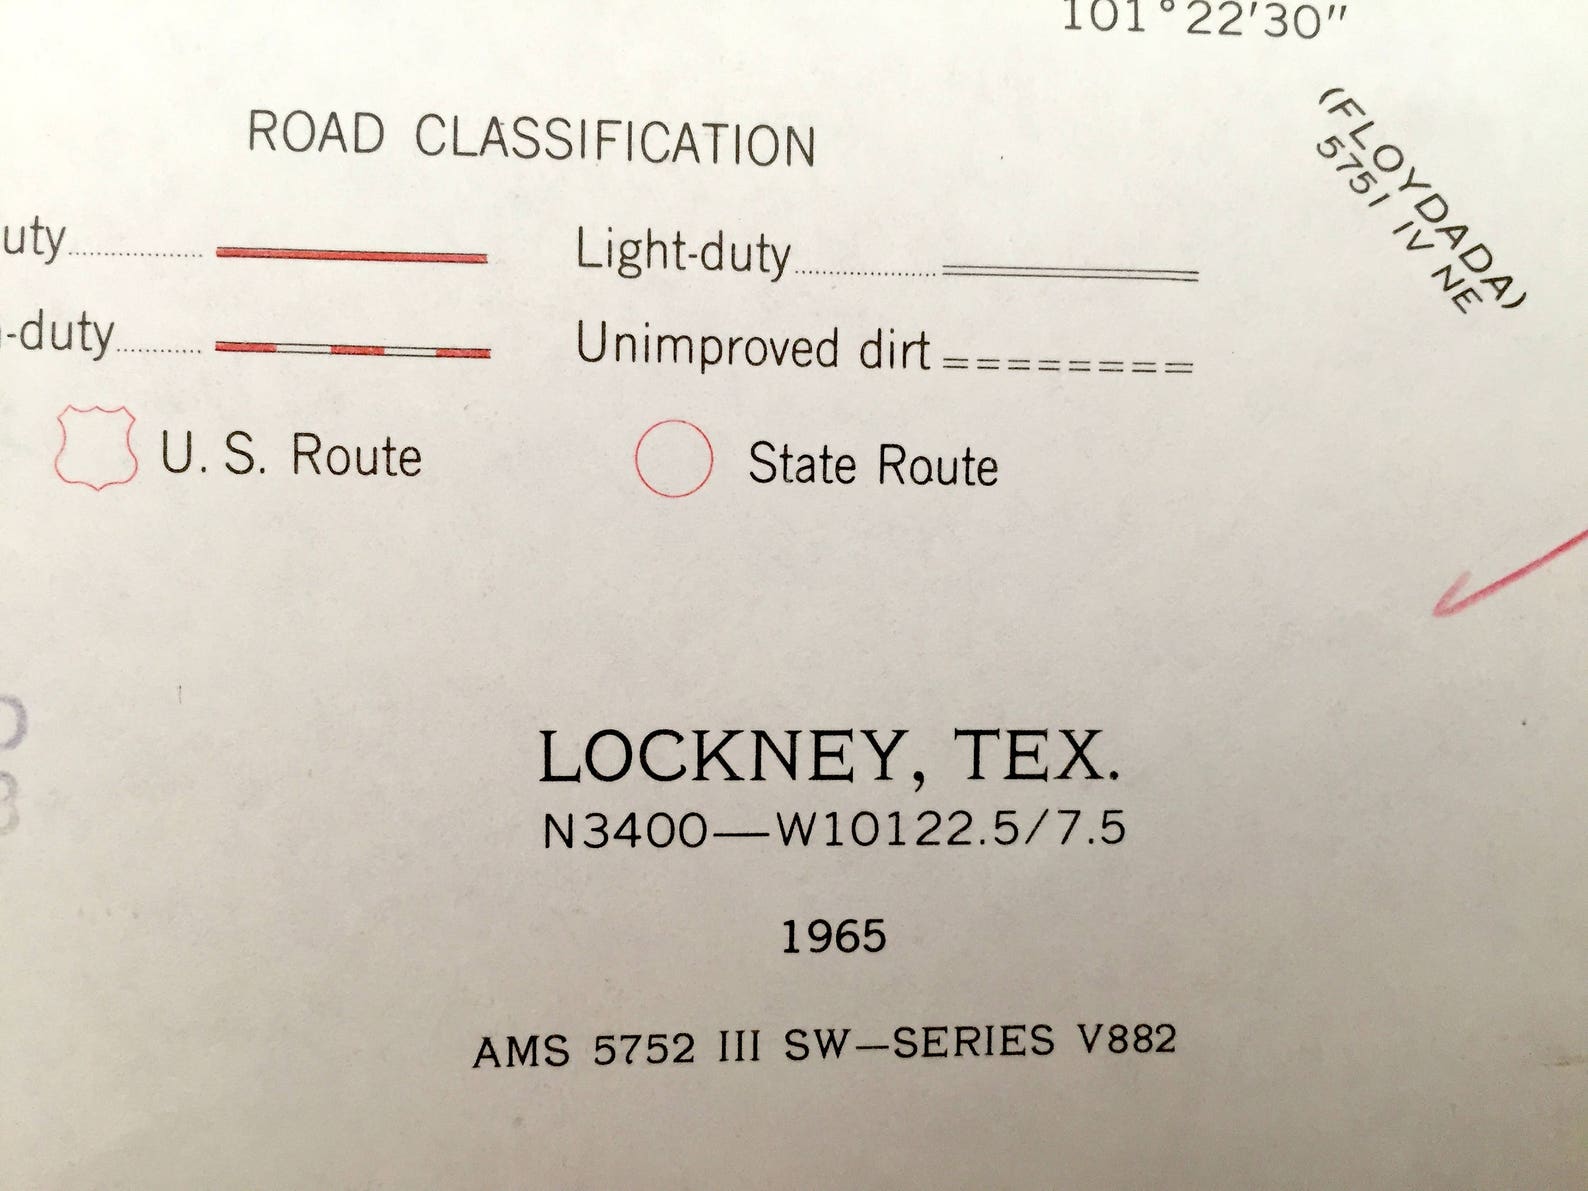 101°22'30"
(FLOYDADA)
5751 IV NE
ROAD CLASSIFICATION
uty
Light-duty
-duty
Unimproved dirt
U. S. Route
State Route
LOCKNEY, TEX.
N3400—W10122.5/7.5
1965
AMS 5752 III SW—SERIES V882